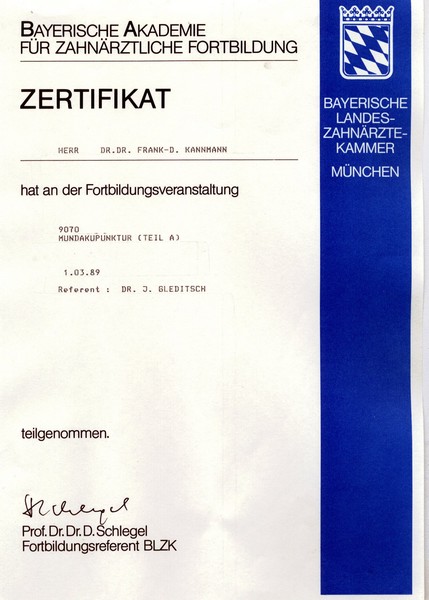 BAYERISCHE AKADEMIE
FÜR ZAHNÄRZTLICHE FORTBILDUNG
ZERTIFIKAT
HERR DR.DR. FRANK-D. KANNMANN
hat an der Fortbildungsveranstaltung
9070
MUNDAKUPUNKTUR (TEIL A)
1.03.89
Referent : DR. J. GLEDITSCH
teilgenommen.
Schlegel
Prof. Dr. Dr. D. Schlegel
Fortbildungsreferent BLZK
BAYERISCHE
LANDES-
ZAHNÄRZTE-
KAMMER
MÜNCHEN